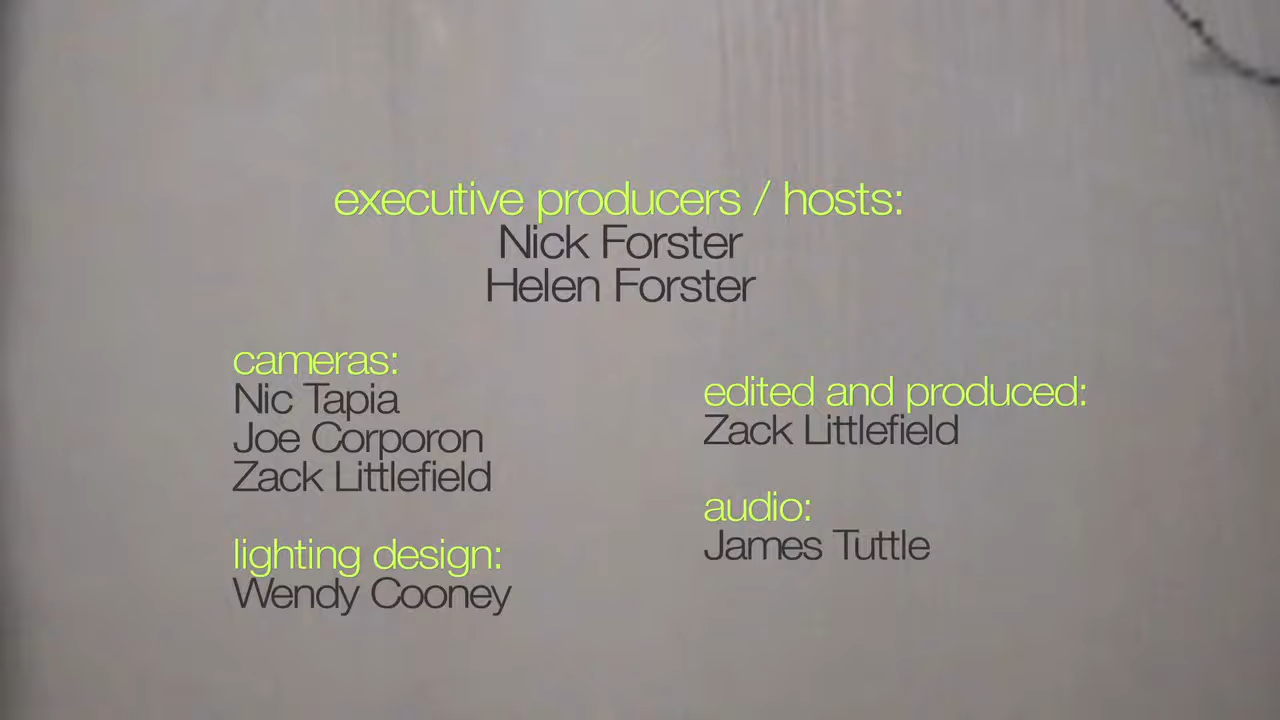 executive producers / hosts:
Nick Forster
Helen Forster
cameras:
Nic Tapia
Joe Corporon
Zack Littlefield
lighting design:
Wendy Cooney
edited and produced:
Zack Littlefield
audio:
James Tuttle